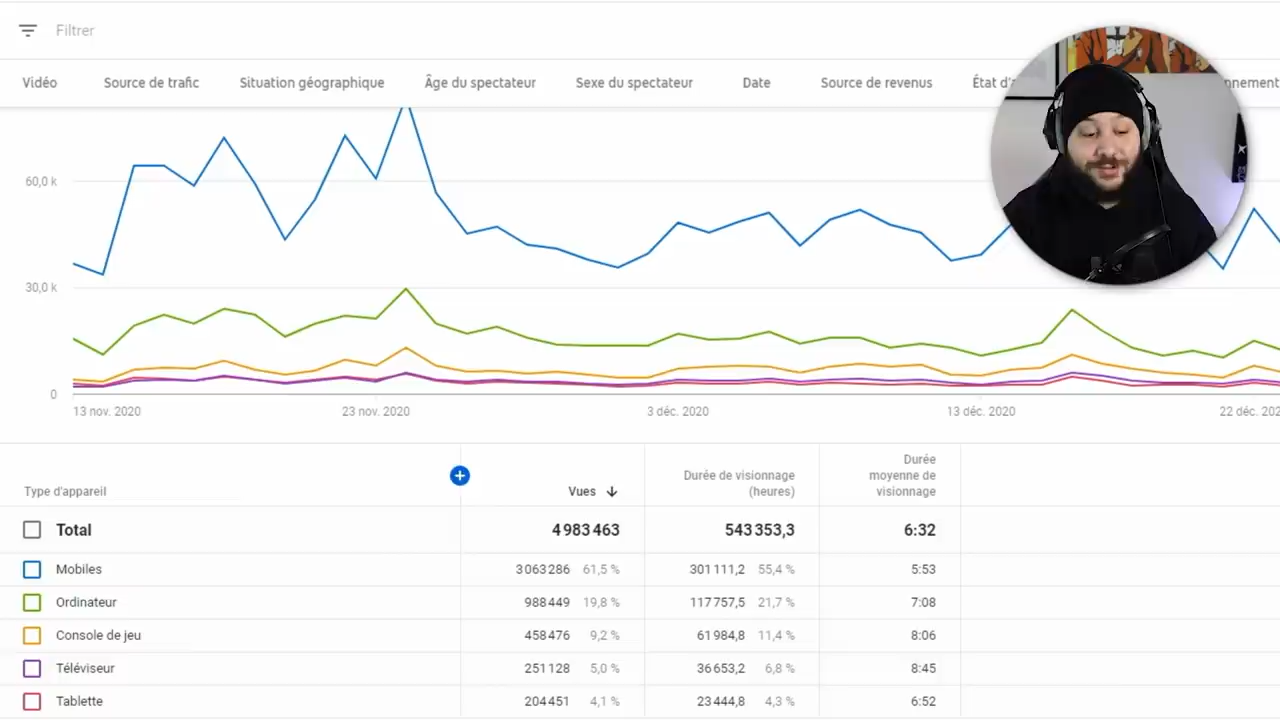 Filtrer
Vidéo Source de trafic Situation géographique Âge du spectateur Sexe du spectateur Date Source de revenus État d'
60,0 k
30,0 k
0
13 nov. 2020 23 nov. 2020 3 déc. 2020 13 déc. 2020 22 déc. 202
Type d'appareil Vues Durée de visionnage (heures) Durée moyenne de visionnage
Total 4 983 463 543 353,3 6:32
Mobiles 3 063 286 61,5 % 301 111,2 55,4 % 5:53
Ordinateur 988 449 19,8 % 117 757,5 21,7 % 7:08
Console de jeu 458 476 9,2 % 61 984,8 11,4 % 8:06
Téléviseur 251 128 5,0 % 36 653,2 6,8 % 8:45
Tablette 204 451 4,1 % 23 444,8 4,3 % 6:52